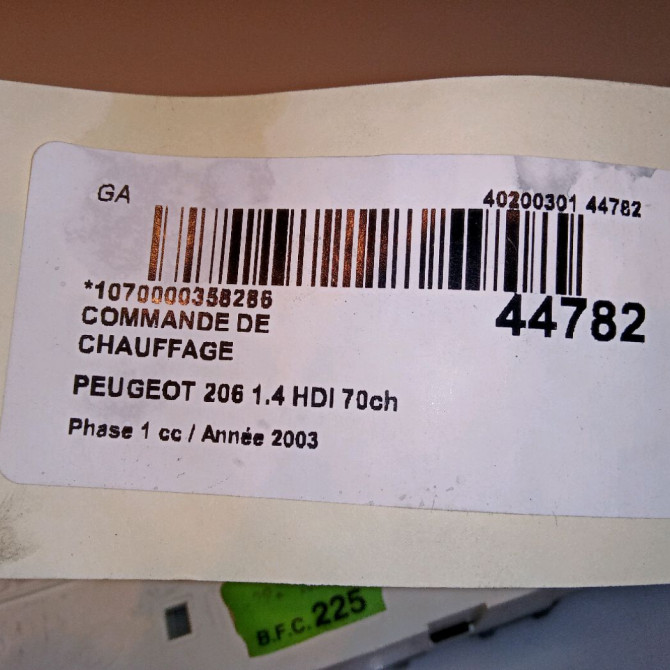 GA
40200301 44782
*1070000358286
44782
COMMANDE DE
CHAUFFAGE
PEUGEOT 206 1.4 HDI 70ch
Phase 1 cc / Année 2003
B.F.C. 225